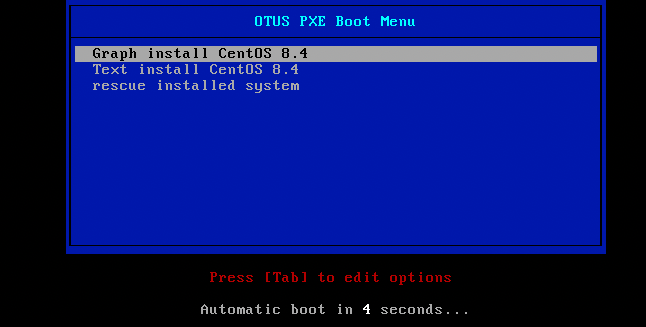 OTUS PXE Boot Menu
Graph install CentOS 8.4
Text install CentOS 8.4
rescue installed system
Press [Tab] to edit options
Automatic boot in 4 seconds...